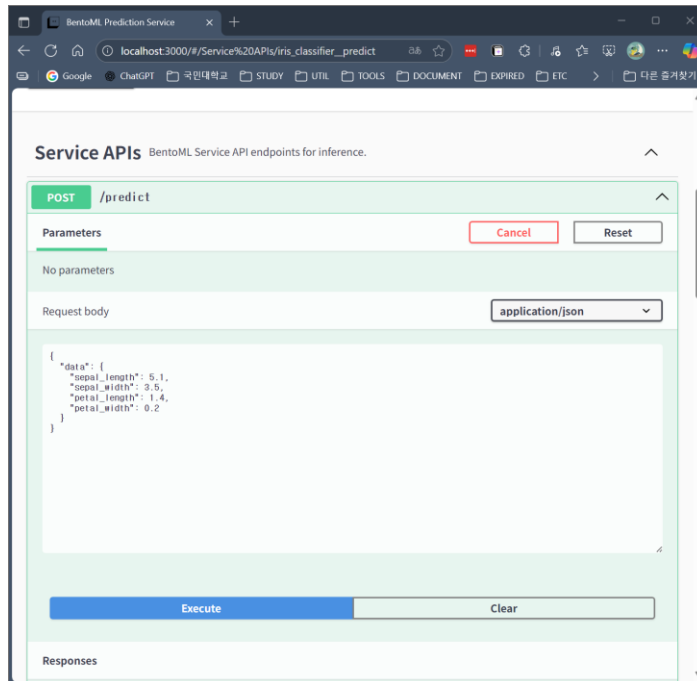 BentoML Prediction Service
localhost:3000/#/Service%20APIs/iris_classifier__predict
Google ChatGPT 국민대학교 STUDY UTIL TOOLS DOCUMENT EXPIRED ETC 다른 즐겨찾기
Service APIs BentoML Service API endpoints for inference.
POST /predict
Parameters Cancel Reset
No parameters
Request body application/json
{
"data": {
"sepal_length": 5.1,
"sepal_width": 3.5,
"petal_length": 1.4,
"petal_width": 0.2
}
}
Execute Clear
Responses